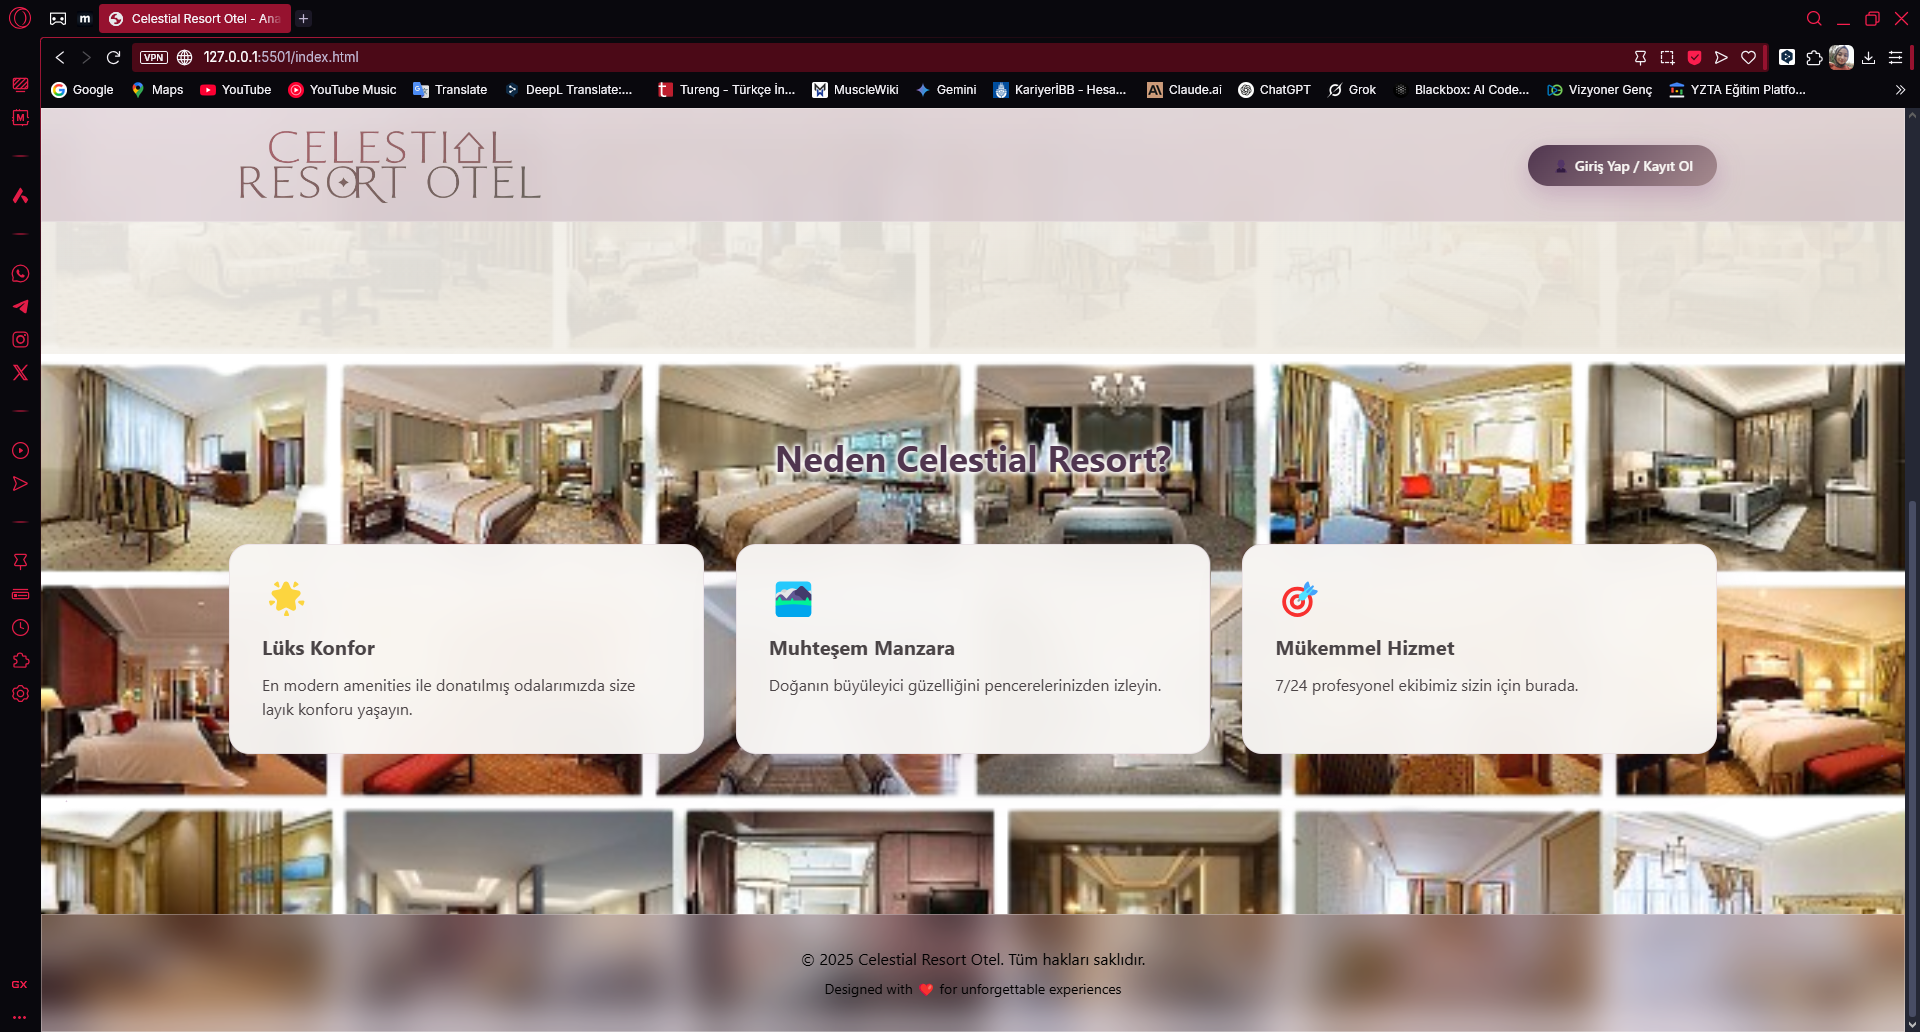 m
Celestial Resort Otel - Ana
VPN
127.0.0.1:5501/index.html
Google
Maps
YouTube
YouTube Music
Translate
DeepL Translate:...
Tureng - Türkçe İn...
MuscleWiki
Gemini
KariyerİBB - Hesa...
Claude.ai
ChatGPT
Grok
Blackbox: AI Code...
Vizyoner Genç
YZTA Eğitim Platfo...
M
CELESTIAL
RESORT OTEL
Giriş Yap / Kayıt Ol
Neden Celestial Resort?
Lüks Konfor
En modern amenities ile donatılmış odalarımızda size
layık konforu yaşayın.
Muhteşem Manzara
Doğanın büyüleyici güzelliğini pencerelerinizden izleyin.
Mükemmel Hizmet
7/24 profesyonel ekibimiz sizin için burada.
© 2025 Celestial Resort Otel. Tüm hakları saklıdır.
Designed with ❤️ for unforgettable experiences
GX